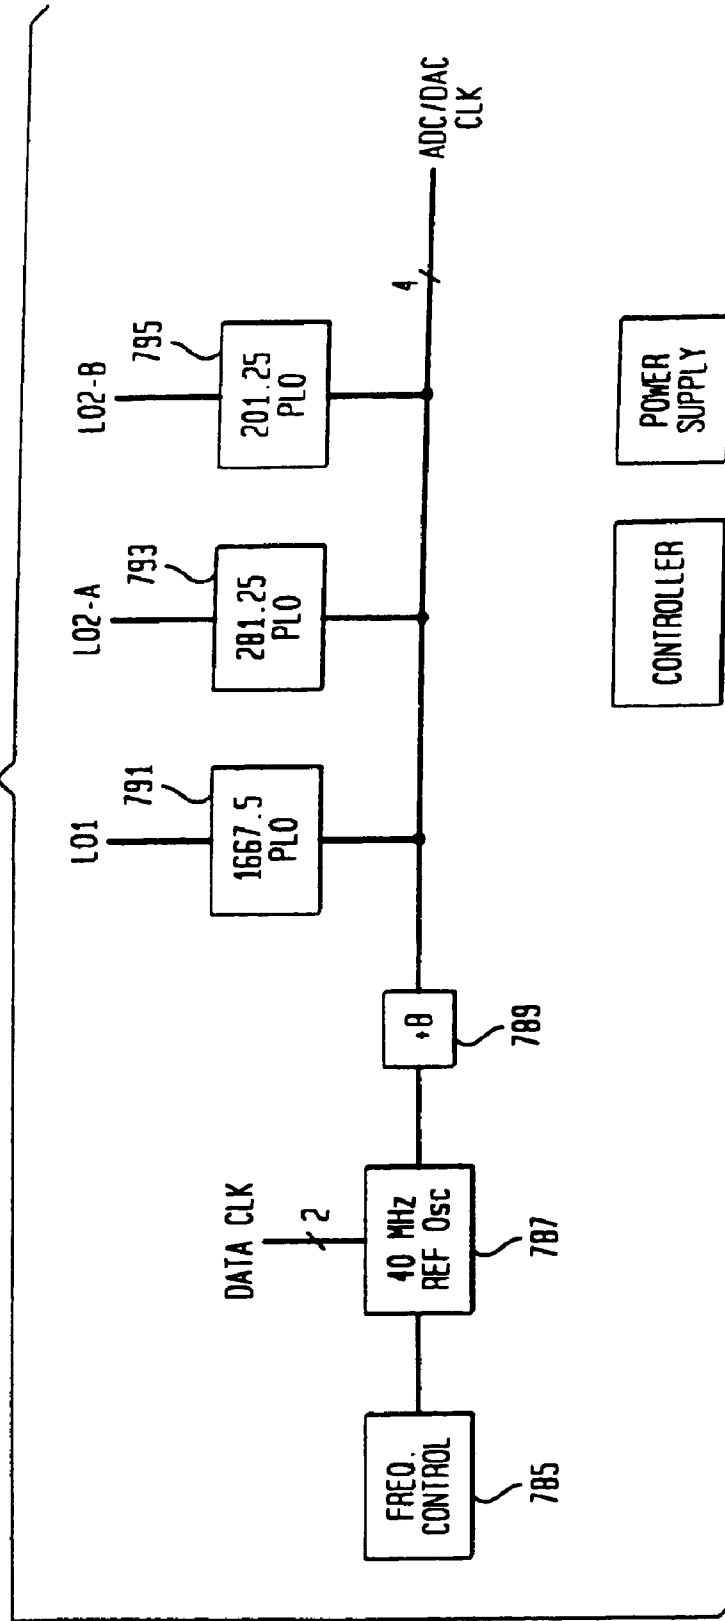 LO1
LO2-A
LO2-B
791
793
795
1667.5
PLO
281.25
PLO
201.25
PLO
DATA CLK
2
4
ADC/DAC
CLK
FREQ.
CONTROL
40 MHz
REF Osc
÷8
785
787
789
CONTROLLER
POWER
SUPPLY